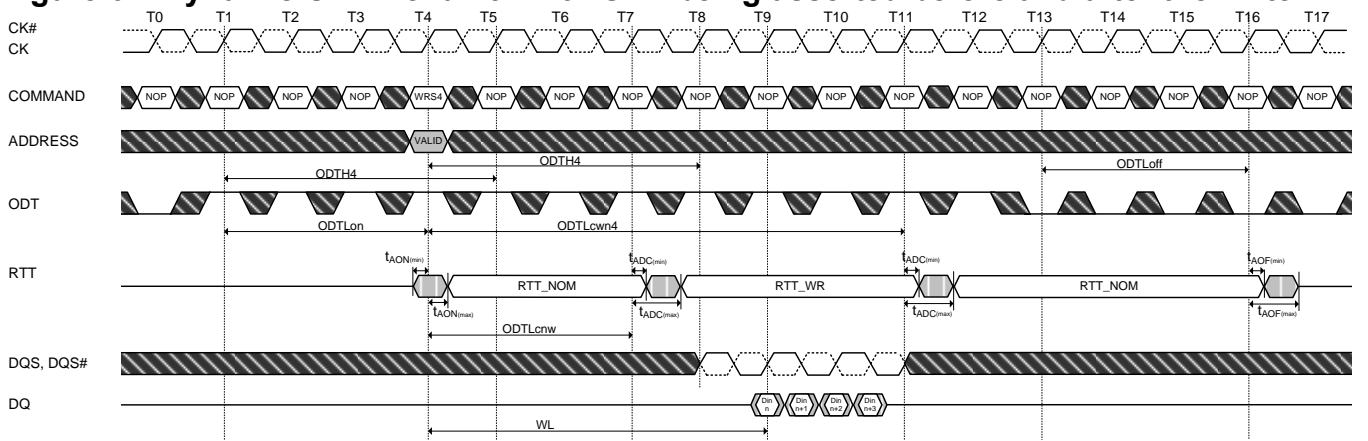 T0 T1 T2 T3 T4 T5 T6 T7 T8 T9 T10 T11 T12 T13 T14 T15 T16 T17
CK#
CK
COMMAND NOP NOP NOP NOP WRS4 NOP NOP NOP NOP NOP NOP NOP NOP NOP NOP NOP NOP NOP
ADDRESS VALID
ODTH4 ODTLoff
ODTH4
ODT
ODTLon ODTLcwn4
tAON(min) tADC(min) tADC(min) tAOF(min)
RTT RTT_NOM RTT_WR RTT_NOM
tAON(max) tADC(max) tADC(max) tAOF(max)
ODTLcnw
DQS, DQS#
DQ Din n Din n+1 Din n+2 Din n+3
WL